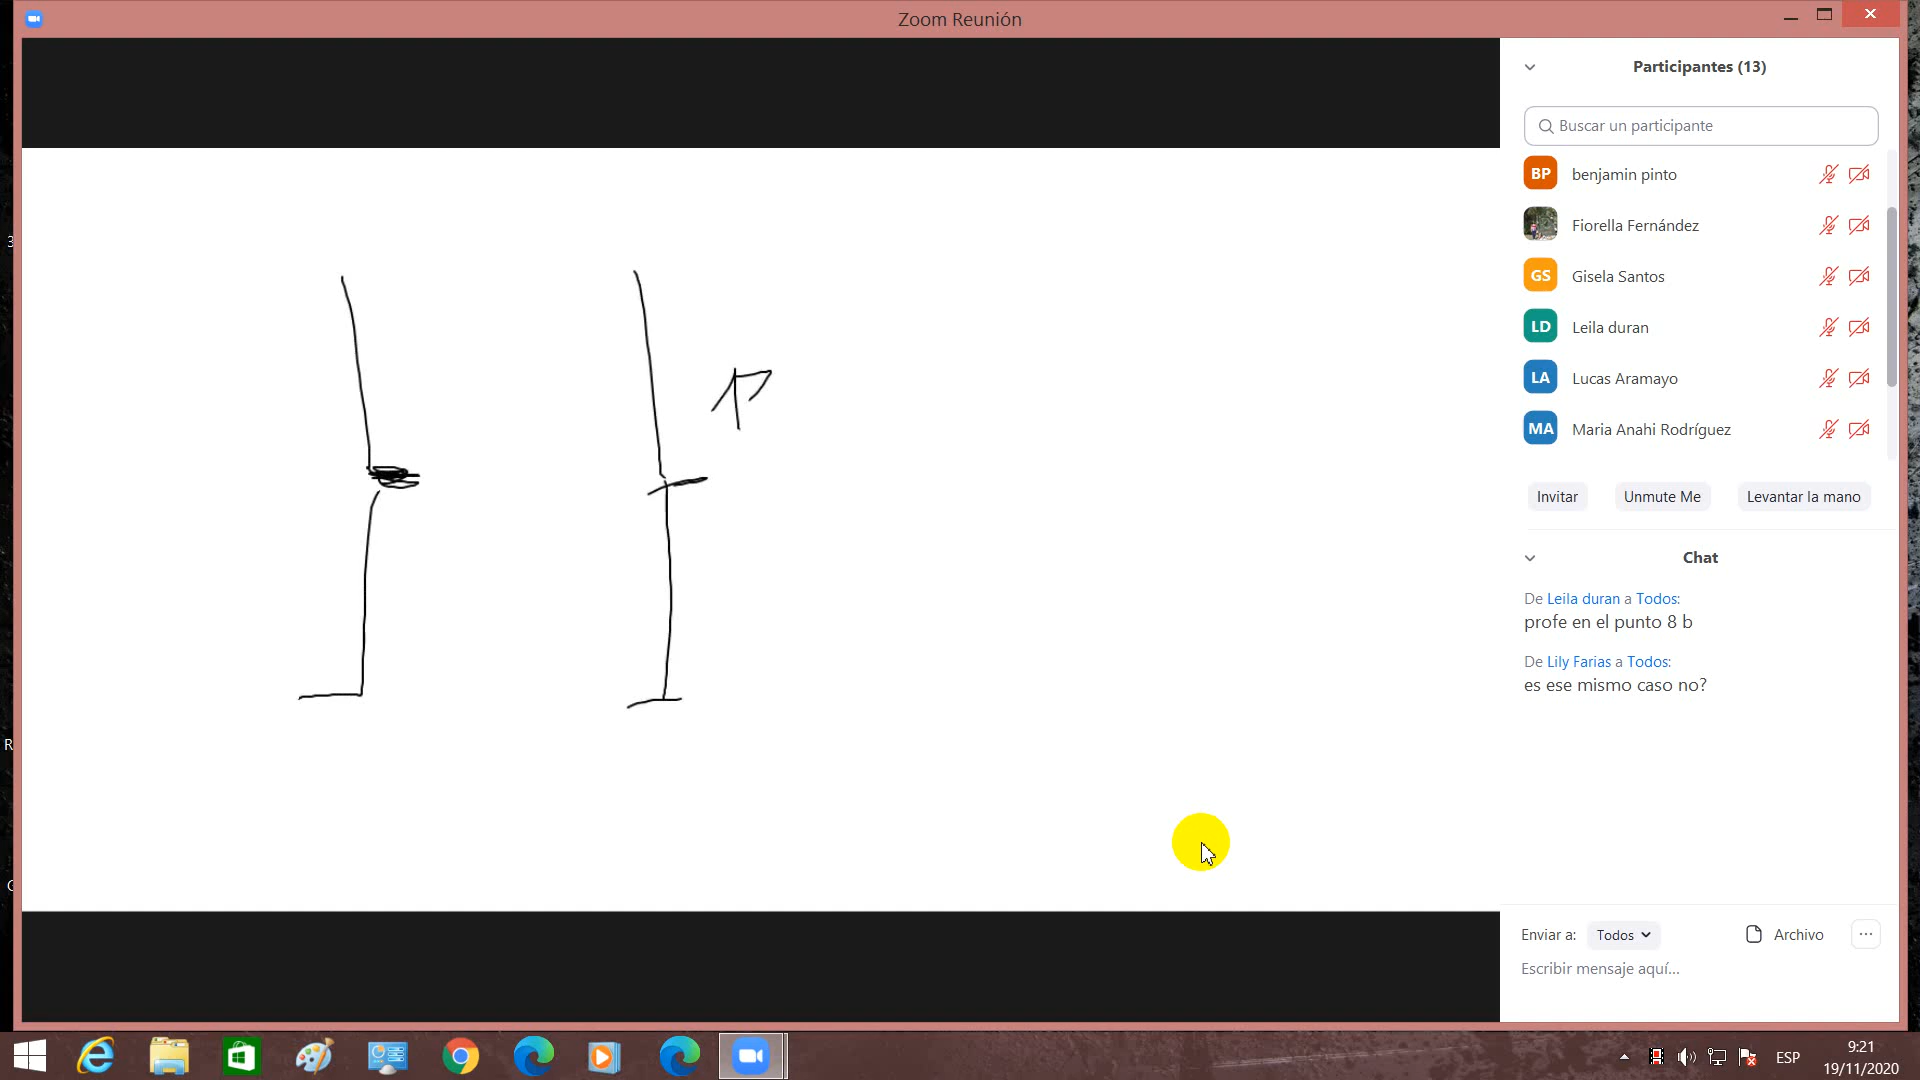 Zoom Reunión
Participantes (13)
Buscar un participante
BP benjamin pinto
Fiorella Fernández
GS Gisela Santos
LD Leila duran
LA Lucas Aramayo
MA Maria Anahi Rodríguez
Invitar Unmute Me Levantar la mano
Chat
De Leila duran a Todos:
profe en el punto 8 b
De Lily Farias a Todos:
es ese mismo caso no?
Enviar a: Todos Archivo
Escribir mensaje aquí...
3
R
C
ESP
9:21
19/11/2020